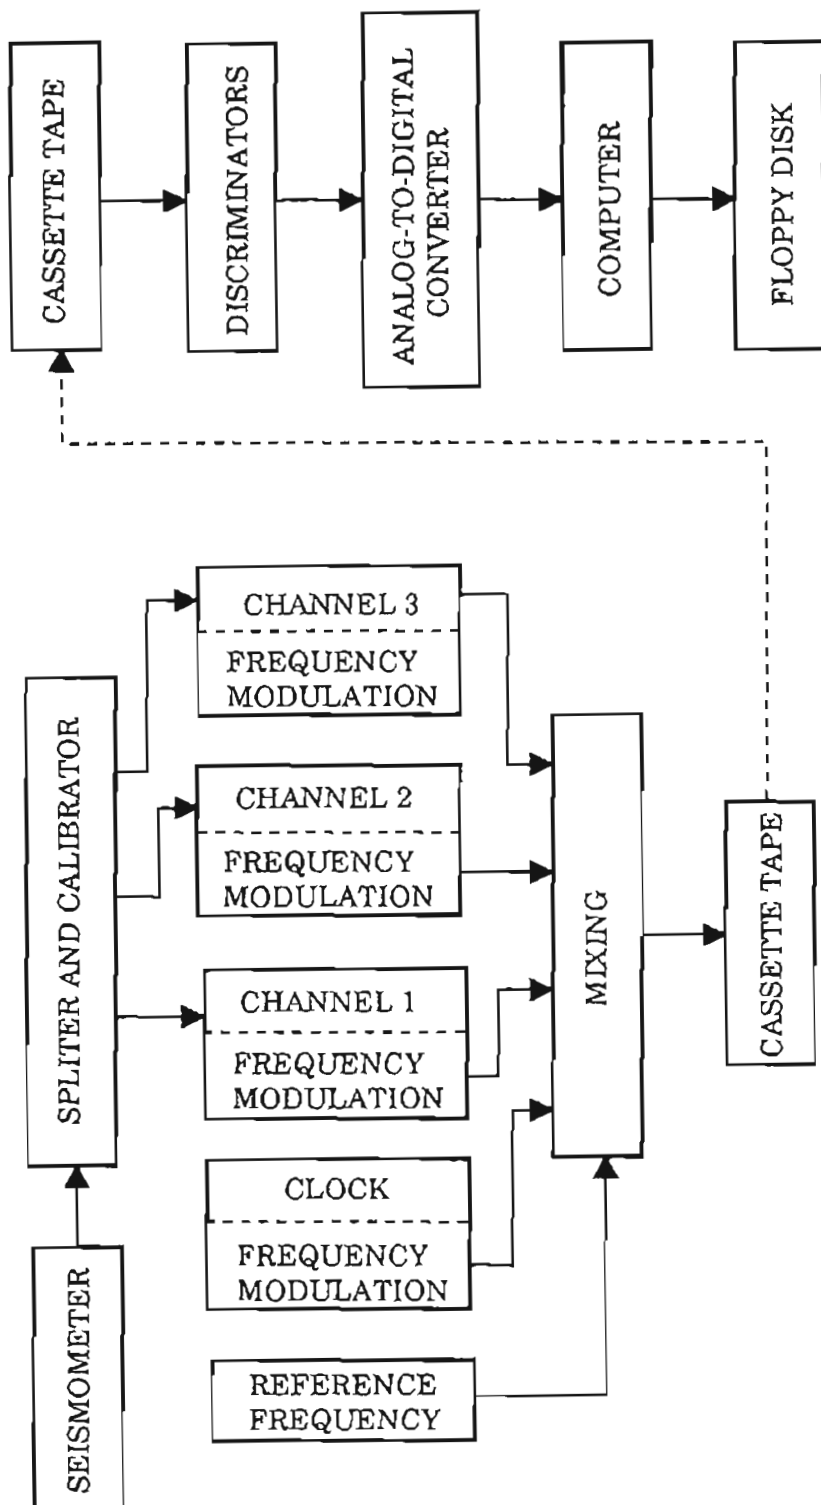 CASSETTE TAPE
DISCRIMINATORS
ANALOG-TO-DIGITAL
CONVERTER
COMPUTER
FLOPPY DISK
SEISMOMETER
SPLITER AND CALIBRATOR
CHANNEL 3
FREQUENCY
MODULATION
CHANNEL 2
FREQUENCY
MODULATION
CHANNEL 1
FREQUENCY
MODULATION
CLOCK
FREQUENCY
MODULATION
REFERENCE
FREQUENCY
MIXING
CASSETTE TAPE